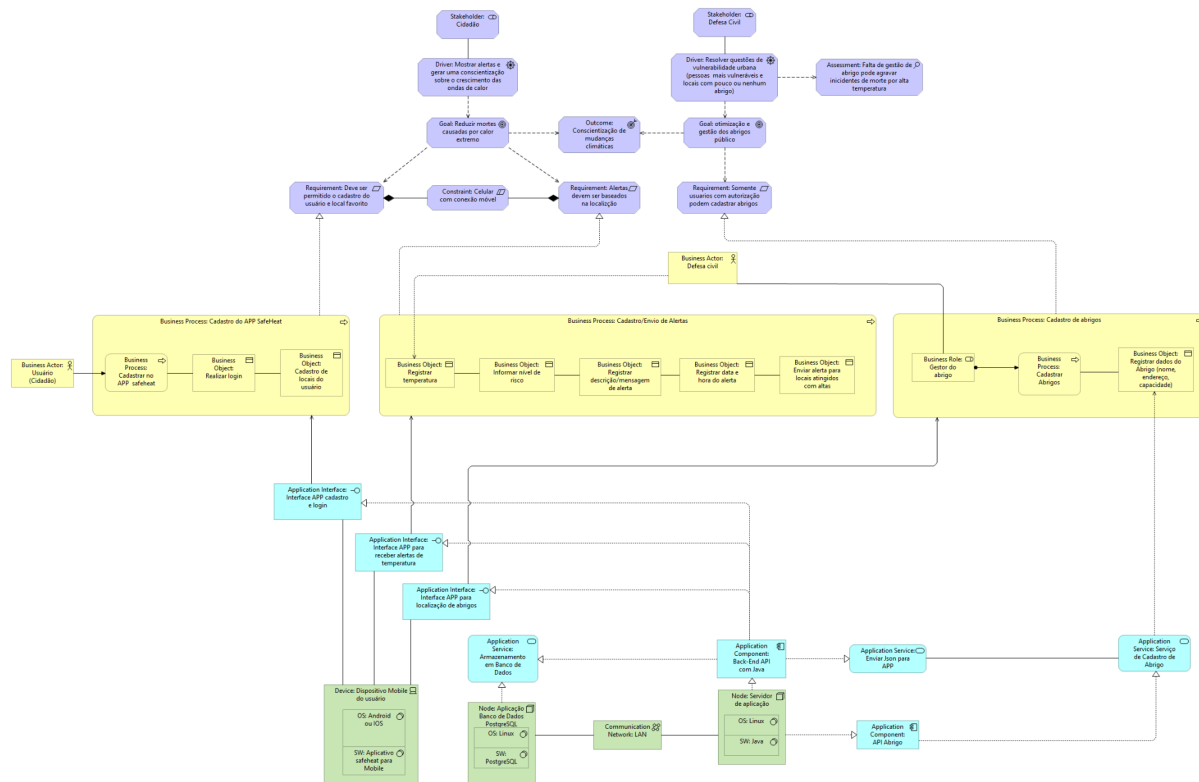 Stakeholder:
Cidadão
Stakeholder:
Defesa Civil
Driver: Mostrar alertas e
gerar uma conscientização
sobre o crescimento das
ondas de calor
Driver: Resolver questões de
vulnerabilidade urbana
(pessoas mais vulneráveis e
locais com pouco ou nenhum
abrigo)
Assessment: Falta de gestão de
abrigo pode agravar
inicidentes de morte por alta
temperatura
Goal: Reduzir mortes
causadas por calor
extremo
Outcome:
Conscientização de
mudanças
climáticas
Goal: otimização e
gestão dos abrigos
público
Requirement: Deve ser
permitido o cadastro do
usuário e local favorito
Constraint: Celular
com conexão móvel
Requirement: Alertas
devem ser baseados
na localizção
Requirement: Somente
usuarios com autorização
podem cadastrar abrigos
Business Actor:
Defesa civil
Business Process: Cadastro do APP SafeHeat
Business Process: Cadastro/Envio de Alertas
Business Process: Cadastro de abrigos
Business Actor:
Usuário
(Cidadão)
Business
Process:
Cadastrar no
APP safeheat
Business
Object:
Realizar login
Business
Object:
Cadastro de
locais do
usuário
Business Object:
Registrar
temperatura
Business Object:
Informar nível de
risco
Business Object:
Registrar
descrição/mensagem
de alerta
Business Object:
Registrar data e
hora do alerta
Business Object:
Enviar alerta para
locais atingidos
com altas
Business Role:
Gestor do
abrigo
Business
Process:
Cadastrar
Abrigos
Business Object:
Registrar dados do
Abrigo (nome,
endereço,
capacidade)
Application Interface:
Interface APP cadastro
e login
Application Interface:
Interface APP para
receber alertas de
temperatura
Application Interface:
Interface APP para
localização de abrigos
Application
Service:
Armazenamento
em Banco de
Dados
Application
Component:
Back-End API
com Java
Application Service:
Enviar Json para
APP
Application
Service: Serviço
de Cadastro de
Abrigo
Device: Dispositivo Mobile
do usuário
OS: Android
ou IOS
SW: Aplicativo
safeheat para
Mobile
Node: Aplicação
Banco de Dados
PostgreSQL
OS: Linux
SW:
PostgreSQL
Communication
Network: LAN
Node: Servidor
de aplicação
OS: Linux
SW: Java
Application
Component:
API Abrigo